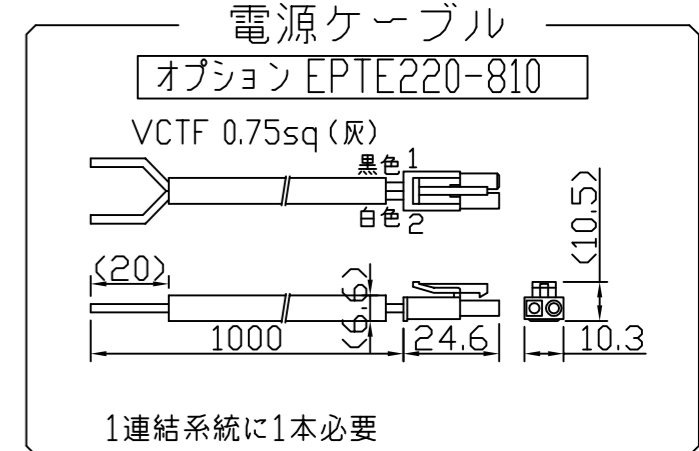 電源ケーブル
オプション EPTE220-810
VCTF 0.75sq (灰)
黒色 1
白色 2
(10.5)
(20)
(6.6)
1000
24.6
10.3
1連結系統に1本必要